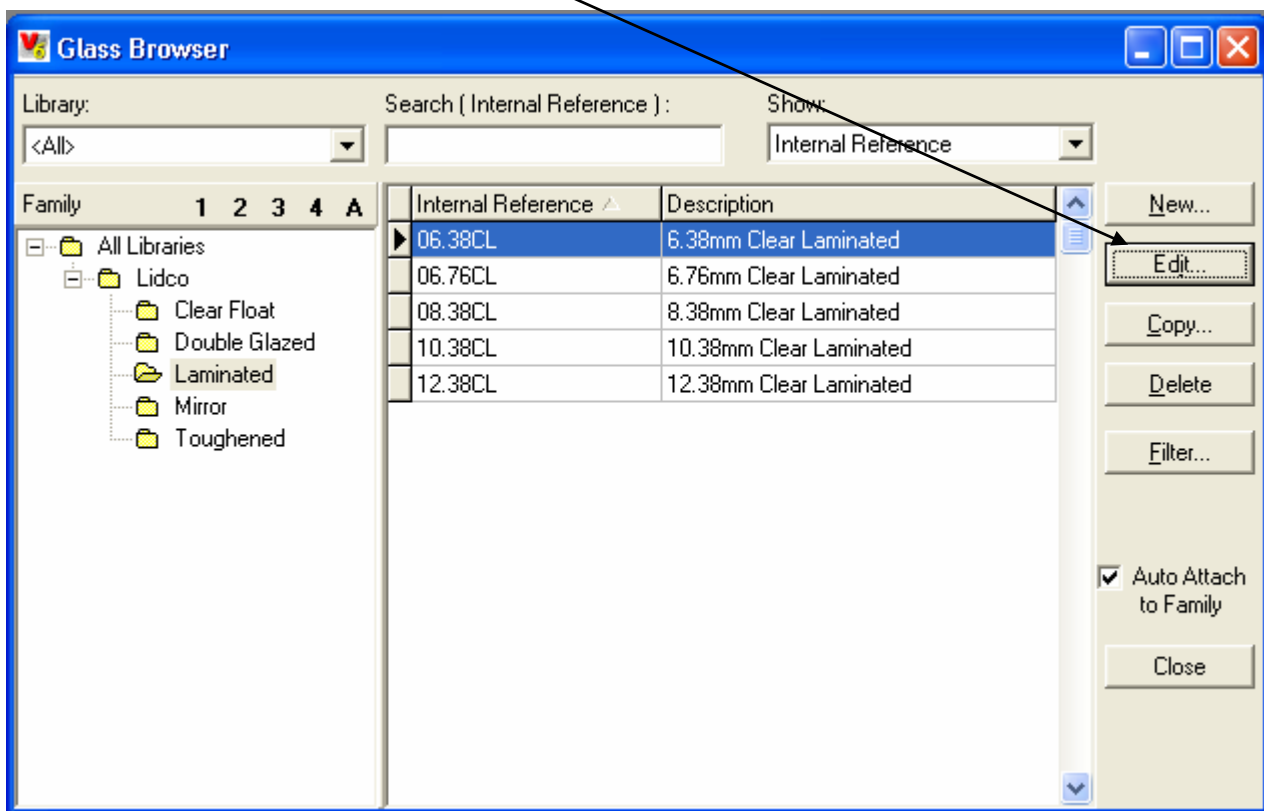 Glass Browser
Library: Search ( Internal Reference ) : Show:
<All> Internal Reference
Family 1 2 3 4 A
All Libraries
Lidco
Clear Float
Double Glazed
Laminated
Mirror
Toughened
Internal Reference Description
06.38CL 6.38mm Clear Laminated
06.76CL 6.76mm Clear Laminated
08.38CL 8.38mm Clear Laminated
10.38CL 10.38mm Clear Laminated
12.38CL 12.38mm Clear Laminated
New...
Edit...
Copy...
Delete
Filter...
Auto Attach
to Family
Close